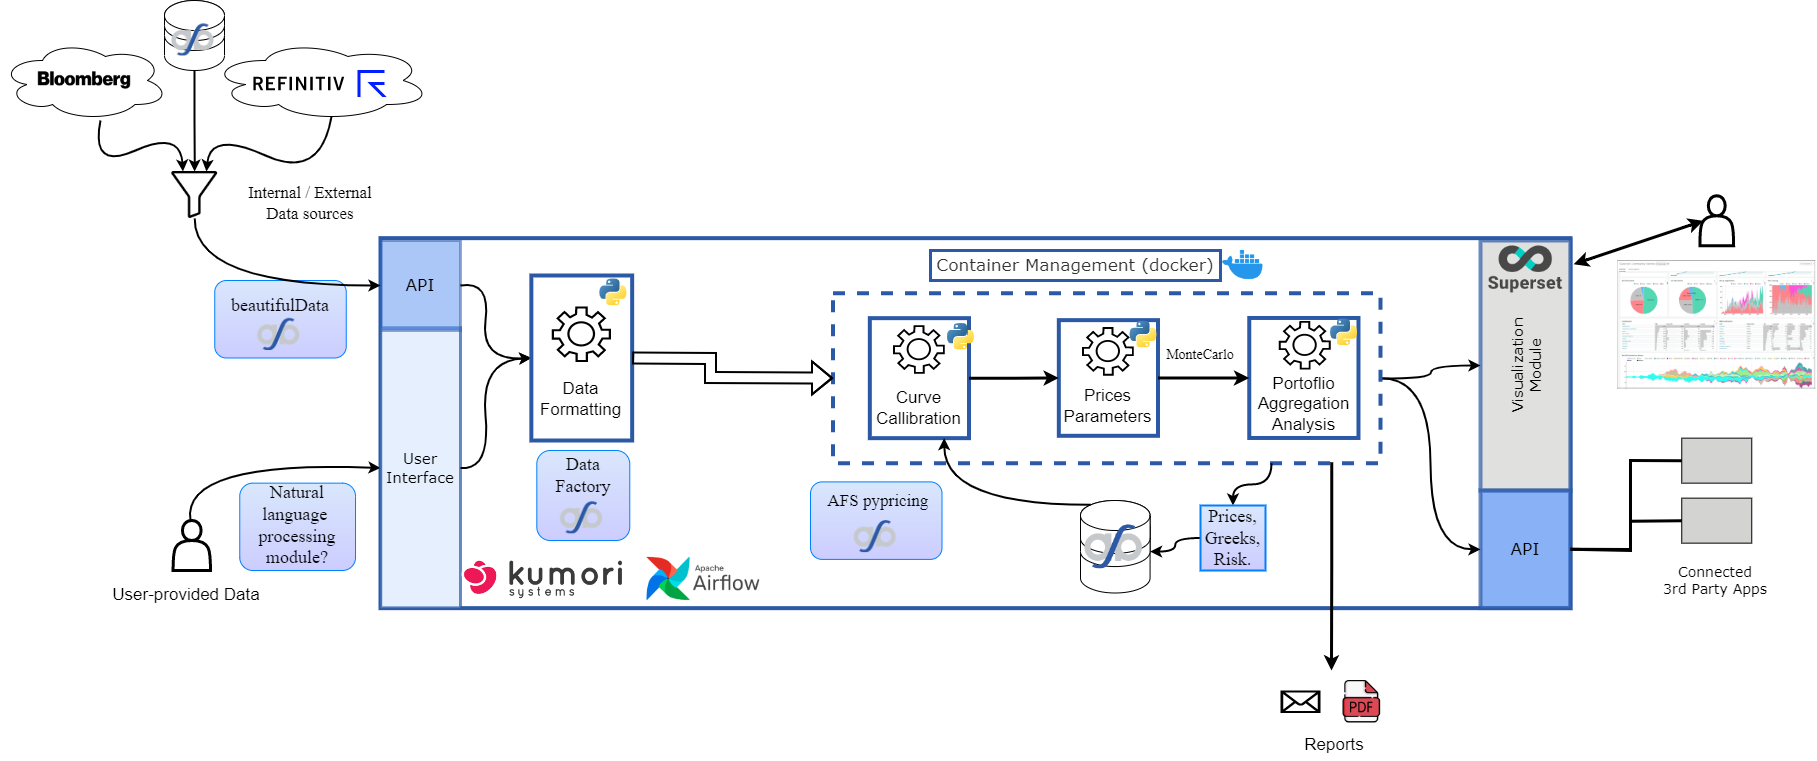 Bloomberg
REFINITIV
Internal / External
Data sources
beautifulData
API
User
Interface
Natural
language
processing
module?
User-provided Data
Data
Formatting
Data
Factory
kumori
systems
Apache
Airflow
Container Management (docker)
Curve
Callibration
Prices
Parameters
MonteCarlo
Portoflio
Aggregation
Analysis
AFS pypricing
Prices,
Greeks,
Risk.
Superset
Visualization
Module
API
Connected
3rd Party Apps
PDF
Reports